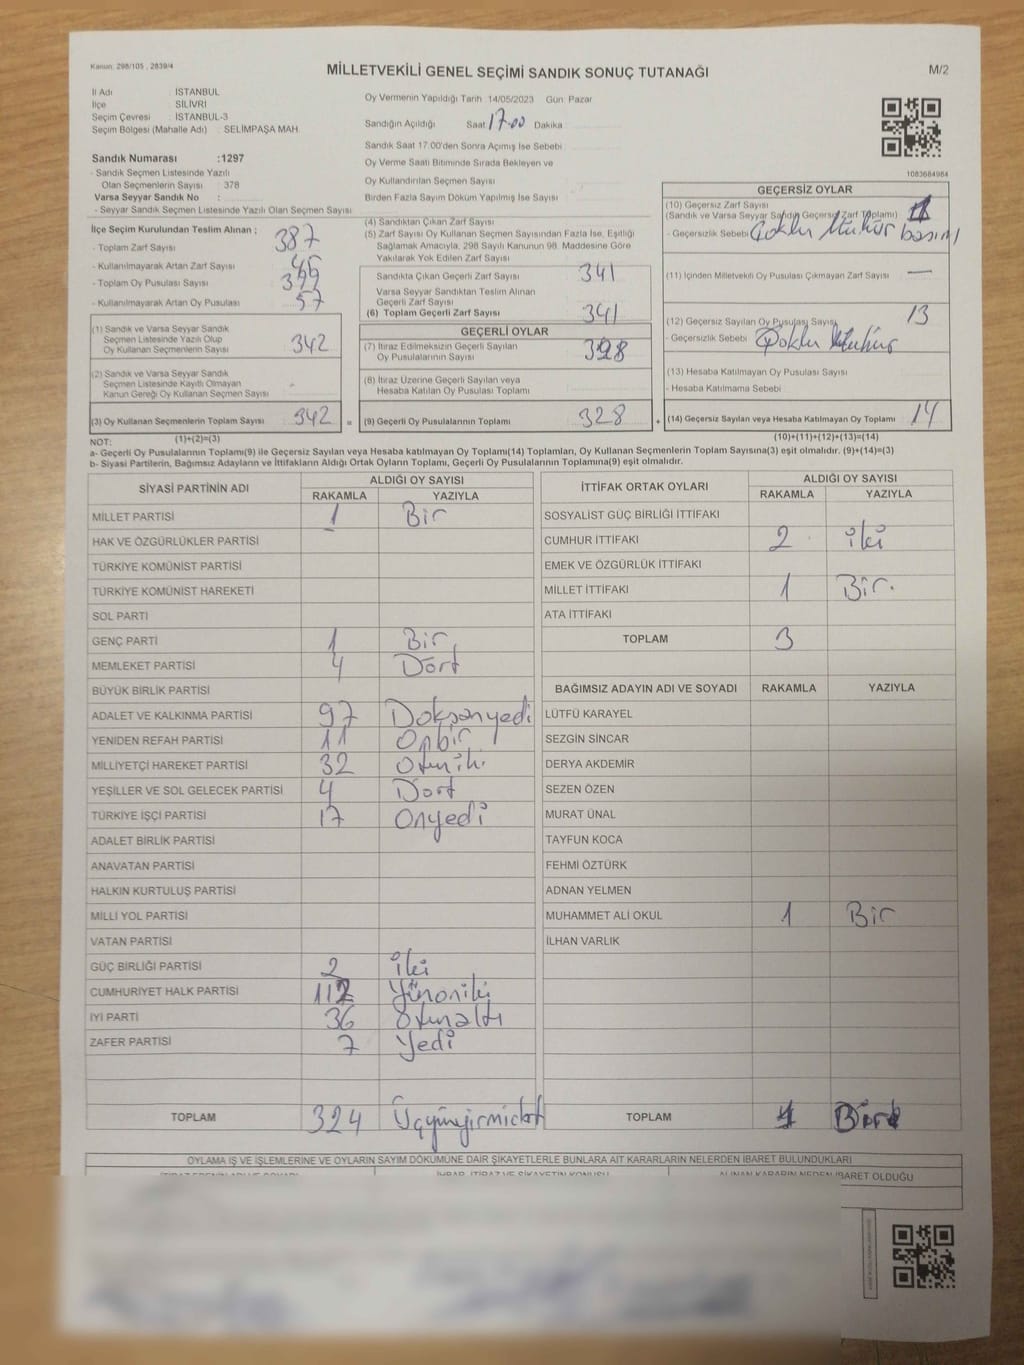 Kanun: 298/105 , 2839/4
MİLLETVEKİLİ GENEL SEÇİMİ SANDIK SONUÇ TUTANAĞI
M/2
İl Adı : İSTANBUL
İlçe : SİLİVRİ
Seçim Çevresi : İSTANBUL-3
Seçim Bölgesi (Mahalle Adı) : SELİMPAŞA MAH.
Sandık Numarası :1297
- Sandık Seçmen Listesinde Yazılı
Olan Seçmenlerin Sayısı : 378
Varsa Seyyar Sandık No :
- Seyyar Sandık Seçmen Listesinde Yazılı Olan Seçmen Sayısı
Oy Vermenin Yapıldığı Tarih 14/05/2023 Gün Pazar
Sandığın Açıldığı Saat 17.00 Dakika
Sandık Saat 17.00'den Sonra Açımış İse Sebebi
Oy Verme Saati Bitiminde Sırada Bekleyen ve
Oy Kullandırılan Seçmen Sayısı
Birden Fazla Sayım Döküm Yapılmış İse Sayısı
1083684984
İlçe Seçim Kurulundan Teslim Alınan ;
- Toplam Zarf Sayısı 387
- Kullanılmayarak Artan Zarf Sayısı 45
- Toplam Oy Pusulası Sayısı 399
- Kullanılmayarak Artan Oy Pusulası 57
(1) Sandık ve Varsa Seyyar Sandık
Seçmen Listesinde Yazılı Olup
Oy Kullanan Seçmenlerin Sayısı 342
(2) Sandık ve Varsa Seyyar Sandık
Seçmen Listesinde Kayıtlı Olmayan
Kanun Gereği Oy Kullanan Seçmen Sayısı -
(3) Oy Kullanan Seçmenlerin Toplam Sayısı 342 =
(1)+(2)=(3)
(4) Sandıktan Çıkan Zarf Sayısı
(5) Zarf Sayısı Oy Kullanan Seçmen Sayısından Fazla İse, Eşitliği
Sağlamak Amacıyla, 298 Sayılı Kanunun 98. Maddesine Göre
Yakılarak Yok Edilen Zarf Sayısı
Sandıkta Çıkan Geçerli Zarf Sayısı 341
Varsa Seyyar Sandıktan Teslim Alınan
Geçerli Zarf Sayısı
(6) Toplam Geçerli Zarf Sayısı 341
GEÇERLİ OYLAR
(7) İtiraz Edilmeksizin Geçerli Sayılan
Oy Pusulalarının Sayısı 328
(8) İtiraz Üzerine Geçerli Sayılan veya
Hesaba Katılan Oy Pusulası Toplamı
(9) Geçerli Oy Pusulalarının Toplamı 328 +
GEÇERSİZ OYLAR
(10) Geçersiz Zarf Sayısı
(Sandık ve Varsa Seyyar Sandığın Geçersiz Zarf Toplamı) 1
- Geçersizlik Sebebi Çoklu Mühür basımı
(11) İçinden Milletvekili Oy Pusulası Çıkmayan Zarf Sayısı —
(12) Geçersiz Sayılan Oy Pusulası Sayısı 13
- Geçersizlik Sebebi Çoklu Mühür
(13) Hesaba Katılmayan Oy Pusulası Sayısı
- Hesaba Katılmama Sebebi
(14) Geçersiz Sayılan veya Hesaba Katılmayan Oy Toplamı 14
(10)+(11)+(12)+(13)=(14)
NOT:
a- Geçerli Oy Pusulalarının Toplamı(9) ile Geçersiz Sayılan veya Hesaba katılmayan Oy Toplamı(14) Toplamları, Oy Kullanan Seçmenlerin Toplam Sayısına(3) eşit olmalıdır. (9)+(14)=(3)
b- Siyasi Partilerin, Bağımsız Adayların ve İttifakların Aldığı Ortak Oyların Toplamı, Geçerli Oy Pusulalarının Toplamına(9) eşit olmalıdır.
SİYASİ PARTİNİN ADI ALDIĞI OY SAYISI
RAKAMLA YAZIYLA
MİLLET PARTİSİ 1 Bir
HAK VE ÖZGÜRLÜKLER PARTİSİ
TÜRKİYE KOMÜNİST PARTİSİ
TÜRKİYE KOMÜNİST HAREKETİ
SOL PARTİ
GENÇ PARTİ 1 Bir
MEMLEKET PARTİSİ 4 Dört
BÜYÜK BİRLİK PARTİSİ
ADALET VE KALKINMA PARTİSİ 97 Doksanyedi
YENİDEN REFAH PARTİSİ 11 Onbir
MİLLİYETÇİ HAREKET PARTİSİ 32 Otuziki
YEŞİLLER VE SOL GELECEK PARTİSİ 4 Dört
TÜRKİYE İŞÇİ PARTİSİ 17 Onyedi
ADALET BİRLİK PARTİSİ
ANAVATAN PARTİSİ
HALKIN KURTULUŞ PARTİSİ
MİLLİ YOL PARTİSİ
VATAN PARTİSİ
GÜÇ BİRLİĞİ PARTİSİ 2 iki
CUMHURİYET HALK PARTİSİ 112 Yüzoniki
İYİ PARTİ 36 Otuzaltı
ZAFER PARTİSİ 7 Yedi
TOPLAM 324 Üçyüzyirmidört
İTTİFAK ORTAK OYLARI ALDIĞI OY SAYISI
RAKAMLA YAZIYLA
SOSYALİST GÜÇ BİRLİĞİ İTTİFAKI
CUMHUR İTTİFAKI 2 iki
EMEK VE ÖZGÜRLÜK İTTİFAKI
MİLLET İTTİFAKI 1 Bir.
ATA İTTİFAKI
TOPLAM 3
BAĞIMSIZ ADAYIN ADI VE SOYADI RAKAMLA YAZIYLA
LÜTFÜ KARAYEL
SEZGİN SİNCAR
DERYA AKDEMİR
SEZEN ÖZEN
MURAT ÜNAL
TAYFUN KOCA
FEHMİ ÖZTÜRK
ADNAN YELMEN
MUHAMMET ALİ OKUL 1 Bir
İLHAN VARLIK
TOPLAM
OYLAMA İŞ VE İŞLEMLERİNE VE OYLARIN SAYIM DÖKÜMÜNE DAİR ŞİKAYETLERLE BUNLARA AİT KARARLARIN NELERDEN İBARET BULUNDUKLARI
İHBAR, İTİRAZ VE ŞİKAYETİN KONUSU
ALINAN KARARIN NEDEN İBARET OLDUĞU